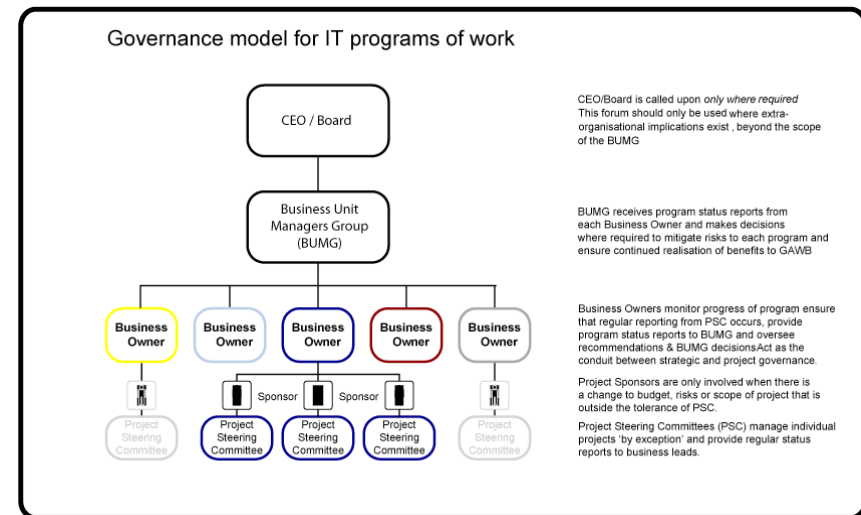 Governance model for IT programs of work
CEO / Board
CEO/Board is called upon only where required
This forum should only be used where extra-
organisational implications exist , beyond the scope
of the BUMG
Business Unit
Managers Group
(BUMG)
BUMG receives program status reports from
each Business Owner and makes decisions
where required to mitigate risks to each program and
ensure continued realisation of benefits to GAWB
Business
Owner
Business
Owner
Business
Owner
Business
Owner
Business
Owner
Business Owners monitor progress of program ensure
that regular reporting from PSC occurs, provide
program status reports to BUMG and oversee
recommendations & BUMG decisionsAct as the
conduit between strategic and project governance.
Sponsor
Sponsor
Project Sponsors are only involved when there is
a change to budget, risks or scope of project that is
outside the tolerance of PSC.
Project
Steering
Committee
Project
Steering
Committee
Project
Steering
Committee
Project
Steering
Committee
Project
Steering
Committee
Project Steering Committees (PSC) manage individual
projects ‘by exception’ and provide regular status
reports to business leads.